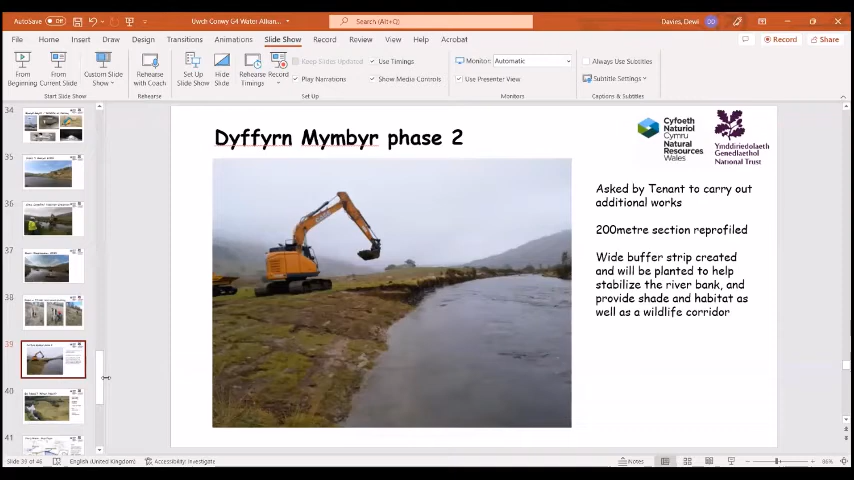 AutoSave Off
Uwch Conwy G4 Water Allian...
Search (Alt+Q)
Davies, Dewi DD
File Home Insert Draw Design Transitions Animations Slide Show Record Review View Help Acrobat
Record Share
From Beginning
From Current Slide
Custom Slide Show
Rehearse with Coach
Set Up Slide Show
Hide Slide
Rehearse Timings
Record
Keep Slides Updated
Play Narrations
Use Timings
Show Media Controls
Monitor: Automatic
Use Presenter View
Always Use Subtitles
Subtitle Settings
Start Slide Show
Rehearse
Set Up
Monitors
Captions & Subtitles
34
35
36
37
38
39
40
41
Dyffyrn Mymbyr phase 2
Cyfoeth
Naturiol
Cymru
Natural
Resources
Wales
Ymddiriedolaeth
Genedlaethol
National Trust
Asked by Tenant to carry out
additional works
200metre section reprofiled
Wide buffer strip created
and will be planted to help
stabilize the river bank, and
provide shade and habitat as
well as a wildlife corridor
Slide 39 of 46
English (United Kingdom)
Accessibility: Investigate
Notes